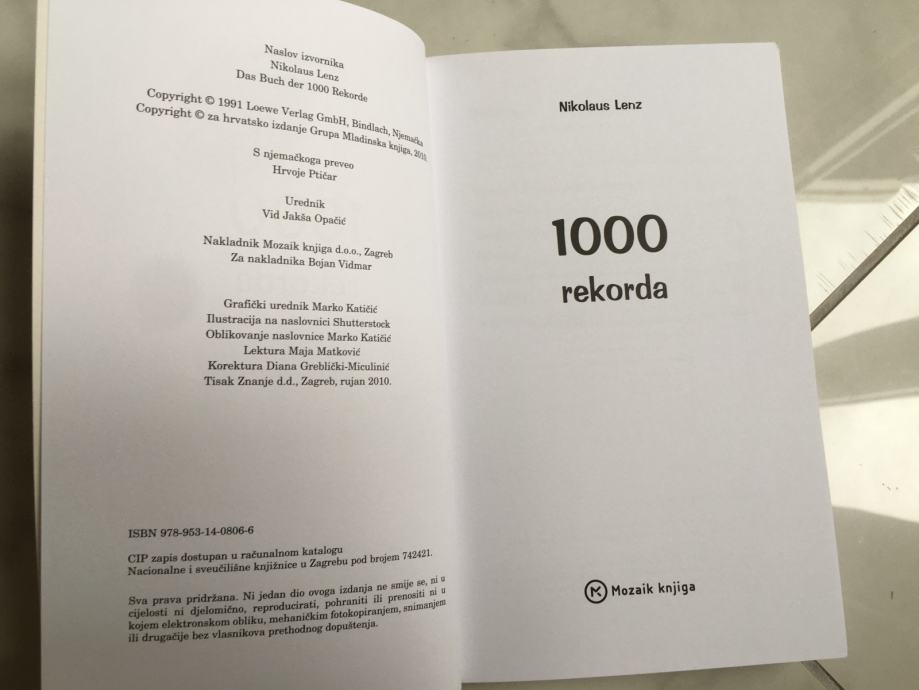 Naslov izvornika
Nikolaus Lenz
Das Buch der 1000 Rekorde
Copyright © 1991 Loewe Verlag GmbH, Bindlach, Njemačka
Copyright © za hrvatsko izdanje Grupa Mladinska knjiga, 2010.
S njemačkoga preveo
Hrvoje Ptičar
Urednik
Vid Jakša Opačić
Nakladnik Mozaik knjiga d.o.o., Zagreb
Za nakladnika Bojan Vidmar
Grafički urednik Marko Katičić
Ilustracija na naslovnici Shutterstock
Oblikovanje naslovnice Marko Katičić
Lektura Maja Matković
Korektura Diana Greblički-Miculinić
Tisak Znanje d.d., Zagreb, rujan 2010.
ISBN 978-953-14-0806-6
CIP zapis dostupan u računalnom katalogu
Nacionalne i sveučilišne knjižnice u Zagrebu pod brojem 742421.
Sva prava pridržana. Ni jedan dio ovoga izdanja ne smije se, ni u
cijelosti ni djelomično, reproducirati, pohraniti ili prenositi ni u
kojem elektronskom obliku, mehaničkim fotokopiranjem, snimanjem
ili drugačije bez vlasnikova prethodnog dopuštenja.
Nikolaus Lenz
1000
rekorda
Mozaik knjiga